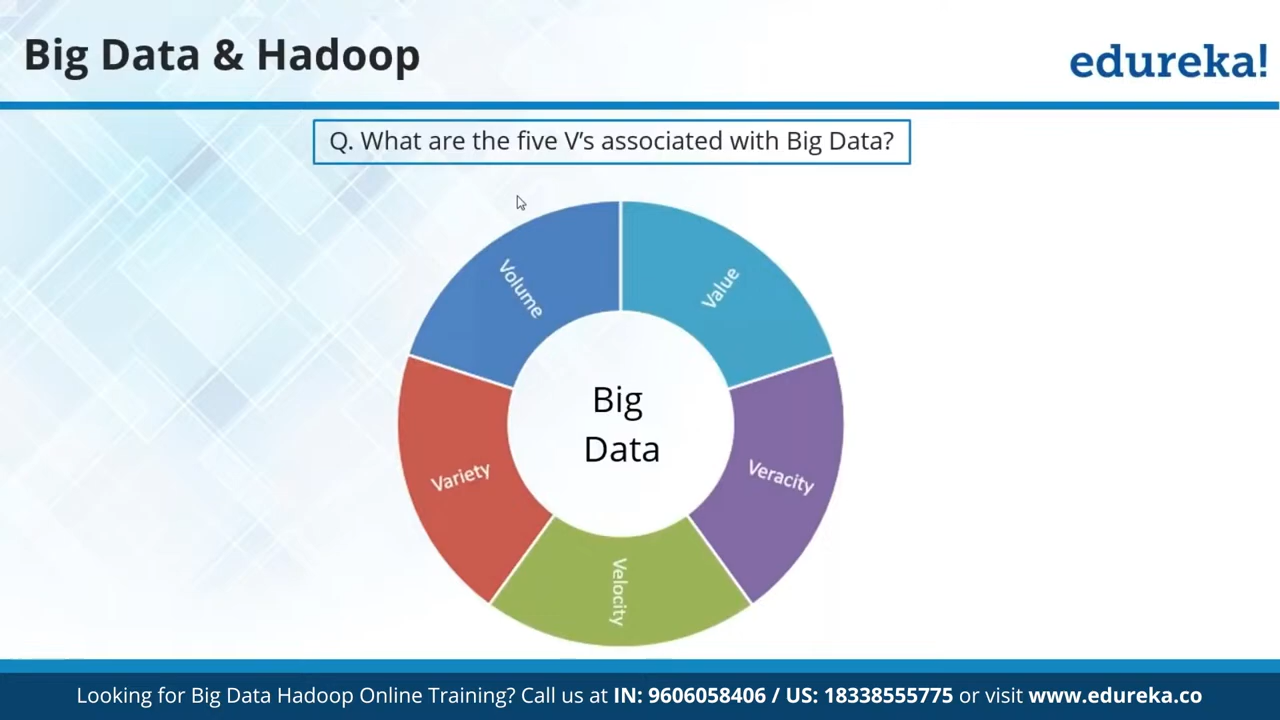 Big Data & Hadoop
edureka!
Q. What are the five V’s associated with Big Data?
Volume
Value
Big
Data
Variety
Veracity
Velocity
Looking for Big Data Hadoop Online Training? Call us at IN: 9606058406 / US: 18338555775 or visit www.edureka.co